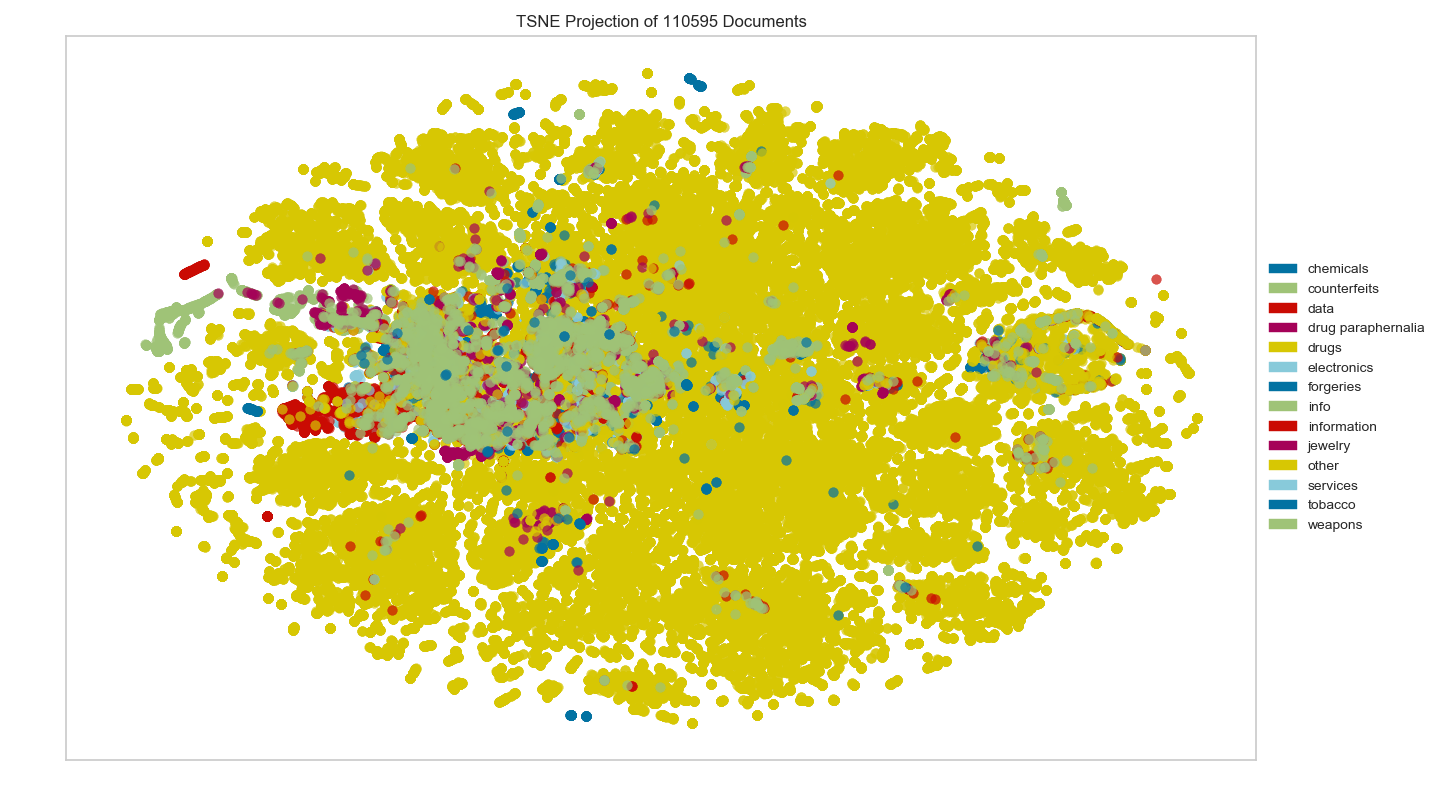 TSNE Projection of 110595 Documents
chemicals
counterfeits
data
drug paraphernalia
drugs
electronics
forgeries
info
information
jewelry
other
services
tobacco
weapons